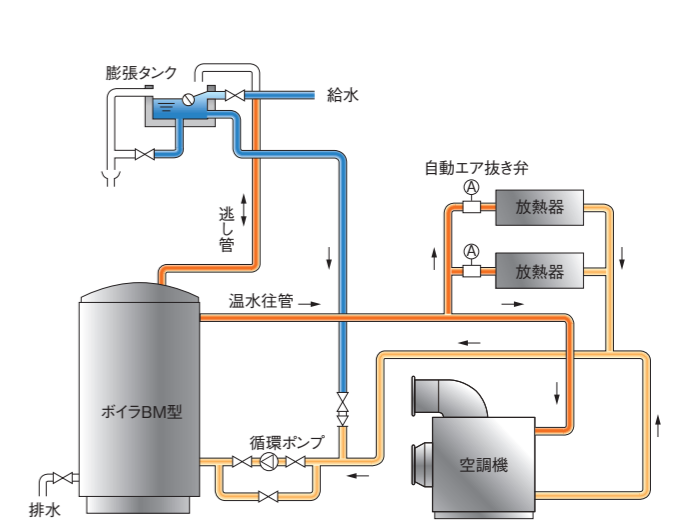 膨張タンク
給水
自動エア抜き弁
A
放熱器
逃し管
A
放熱器
温水往管
ボイラBM型
循環ポンプ
空調機
排水